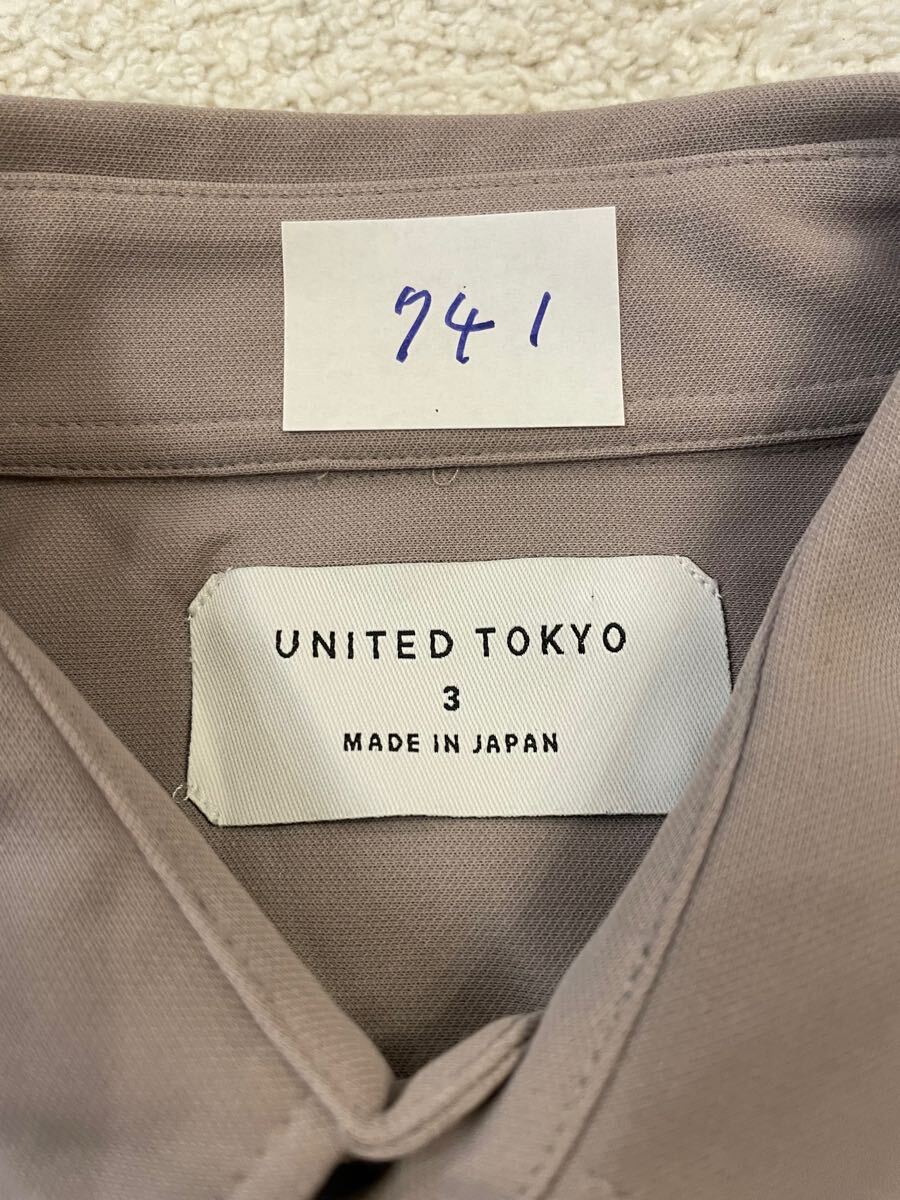 741
UNITED TOKYO
3
MADE IN JAPAN